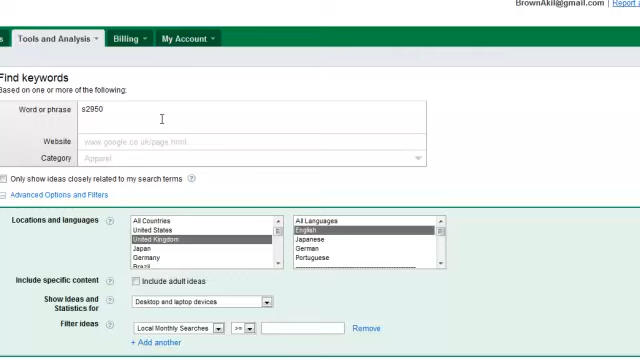 BrownAkil@gmail.com | Report a
s Tools and Analysis Billing My Account
Find keywords
Based on one or more of the following:
Word or phrase s2950
Website www.google.co.uk/page.html
Category Apparel
Only show ideas closely related to my search terms ?
Advanced Options and Filters
Locations and languages ? All Countries All Languages
United States English
United Kingdom Japanese
Japan German
Germany Portuguese
Brazil
Include specific content ? Include adult ideas
Show Ideas and ? Desktop and laptop devices
Statistics for
Filter ideas ? Local Monthly Searches >= Remove
+ Add another